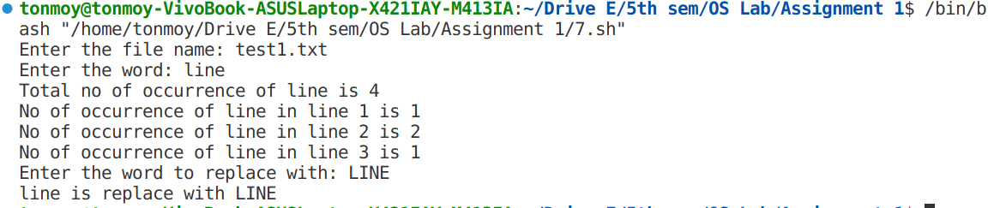 tonmoy@tonmoy-VivoBook-ASUSLaptop-X421IAY-M413IA:~/Drive E/5th sem/OS Lab/Assignment 1$ /bin/b
ash "/home/tonmoy/Drive E/5th sem/OS Lab/Assignment 1/7.sh"
Enter the file name: test1.txt
Enter the word: line
Total no of occurrence of line is 4
No of occurrence of line in line 1 is 1
No of occurrence of line in line 2 is 2
No of occurrence of line in line 3 is 1
Enter the word to replace with: LINE
line is replace with LINE